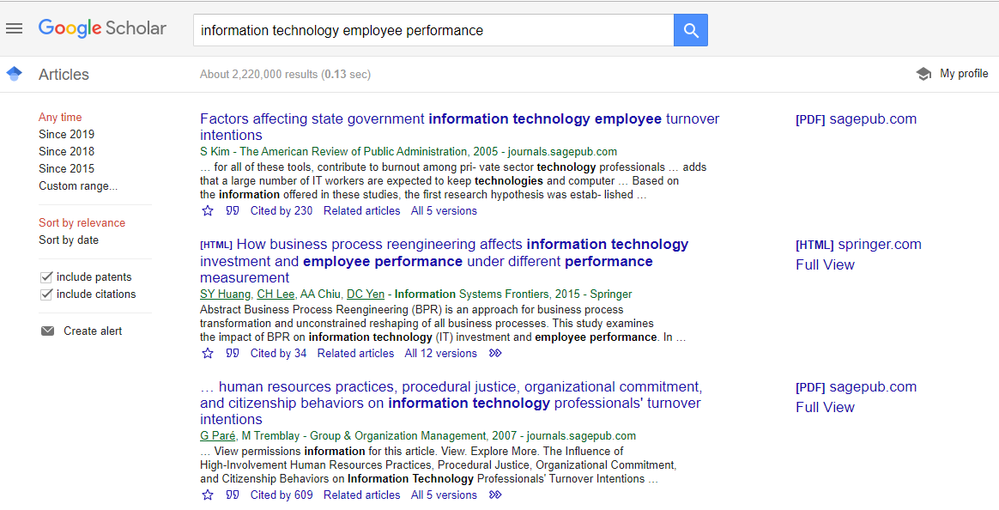 Google Scholar
information technology employee performance
Articles
About 2,220,000 results (0.13 sec)
My profile
Any time
Since 2019
Since 2018
Since 2015
Custom range...
Sort by relevance
Sort by date
include patents
include citations
Create alert
Factors affecting state government information technology employee turnover
intentions
S Kim - The American Review of Public Administration, 2005 - journals.sagepub.com
… for all of these tools, contribute to burnout among pri- vate sector technology professionals … adds
that a large number of IT workers are expected to keep technologies and computer … Based on
the information offered in these studies, the first research hypothesis was estab- lished …
Cited by 230 Related articles All 5 versions
[PDF] sagepub.com
[HTML] How business process reengineering affects information technology
investment and employee performance under different performance
measurement
SY Huang, CH Lee, AA Chiu, DC Yen - Information Systems Frontiers, 2015 - Springer
Abstract Business Process Reengineering (BPR) is an approach for business process
transformation and unconstrained reshaping of all business processes. This study examines
the impact of BPR on information technology (IT) investment and employee performance. In …
Cited by 34 Related articles All 12 versions
[HTML] springer.com
Full View
… human resources practices, procedural justice, organizational commitment,
and citizenship behaviors on information technology professionals' turnover
intentions
G Paré, M Tremblay - Group & Organization Management, 2007 - journals.sagepub.com
… View permissions information for this article. View. Explore More. The Influence of
High-Involvement Human Resources Practices, Procedural Justice, Organizational Commitment,
and Citizenship Behaviors on Information Technology Professionals' Turnover Intentions …
Cited by 609 Related articles All 5 versions
[PDF] sagepub.com
Full View